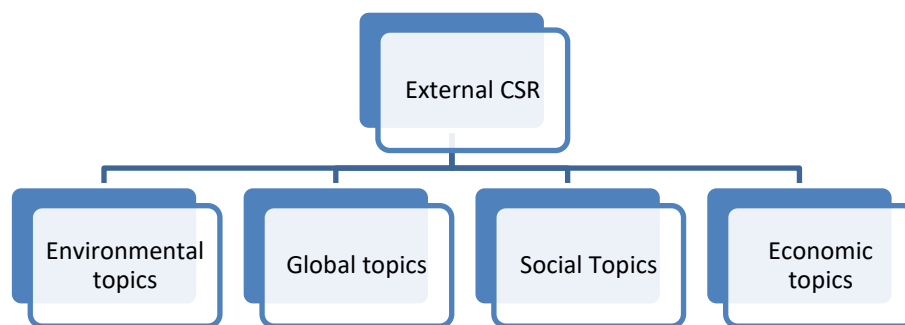 External CSR
Environmental
topics
Global topics
Social Topics
Economic
topics